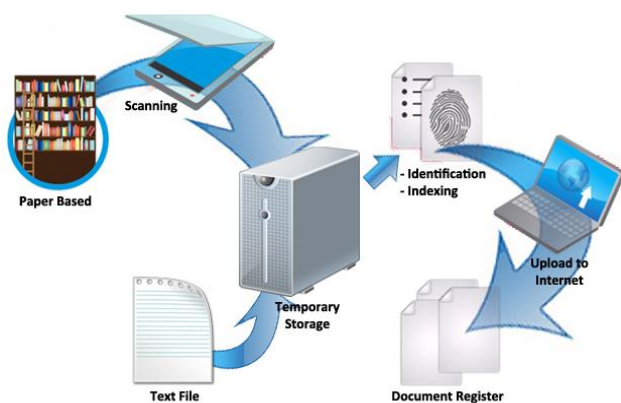 Scanning
Paper Based
- Identification
- Indexing
Upload to
Internet
Temporary
Storage
Text File
Document Register